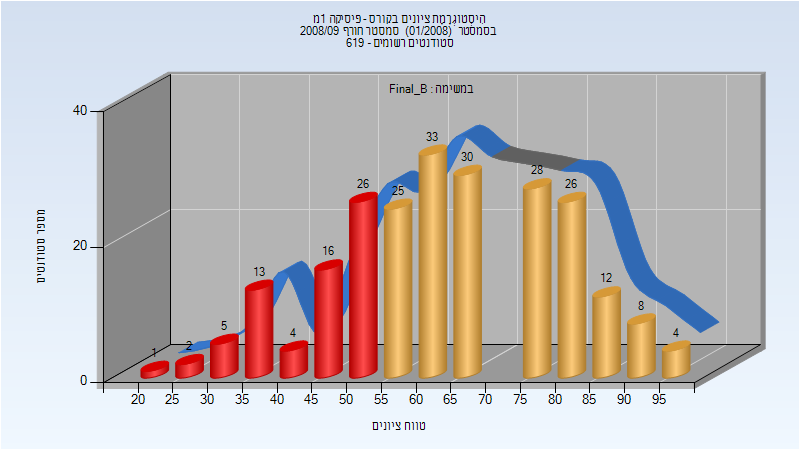 היסטוגרמת ציונים בקורס - פיסיקה 1מ
בסמסטר (01/2008) סמסטר חורף 2008/09
סטודנטים רשומים - 619
במשימה : Final_B
מספר סטודנטים
40
20
0
1
2
5
13
4
16
26
25
33
30
28
26
12
8
4
20 25 30 35 40 45 50 55 60 65 70 75 80 85 90 95
טווח ציונים